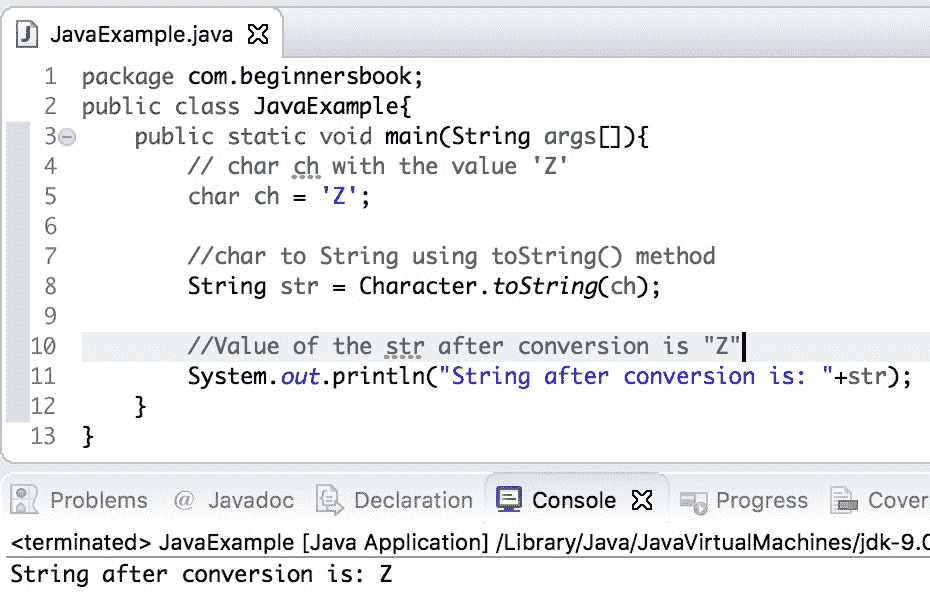 JavaExample.java
1 package com.beginnersbook;
2 public class JavaExample{
3 public static void main(String args[]){
4 // char ch with the value 'Z'
5 char ch = 'Z';
6
7 //char to String using toString() method
8 String str = Character.toString(ch);
9
10 //Value of the str after conversion is "Z"
11 System.out.println("String after conversion is: "+str);
12 }
13 }
Problems @ Javadoc Declaration Console Progress Cover
<terminated> JavaExample [Java Application] /Library/Java/JavaVirtualMachines/jdk-9.0
String after conversion is: Z